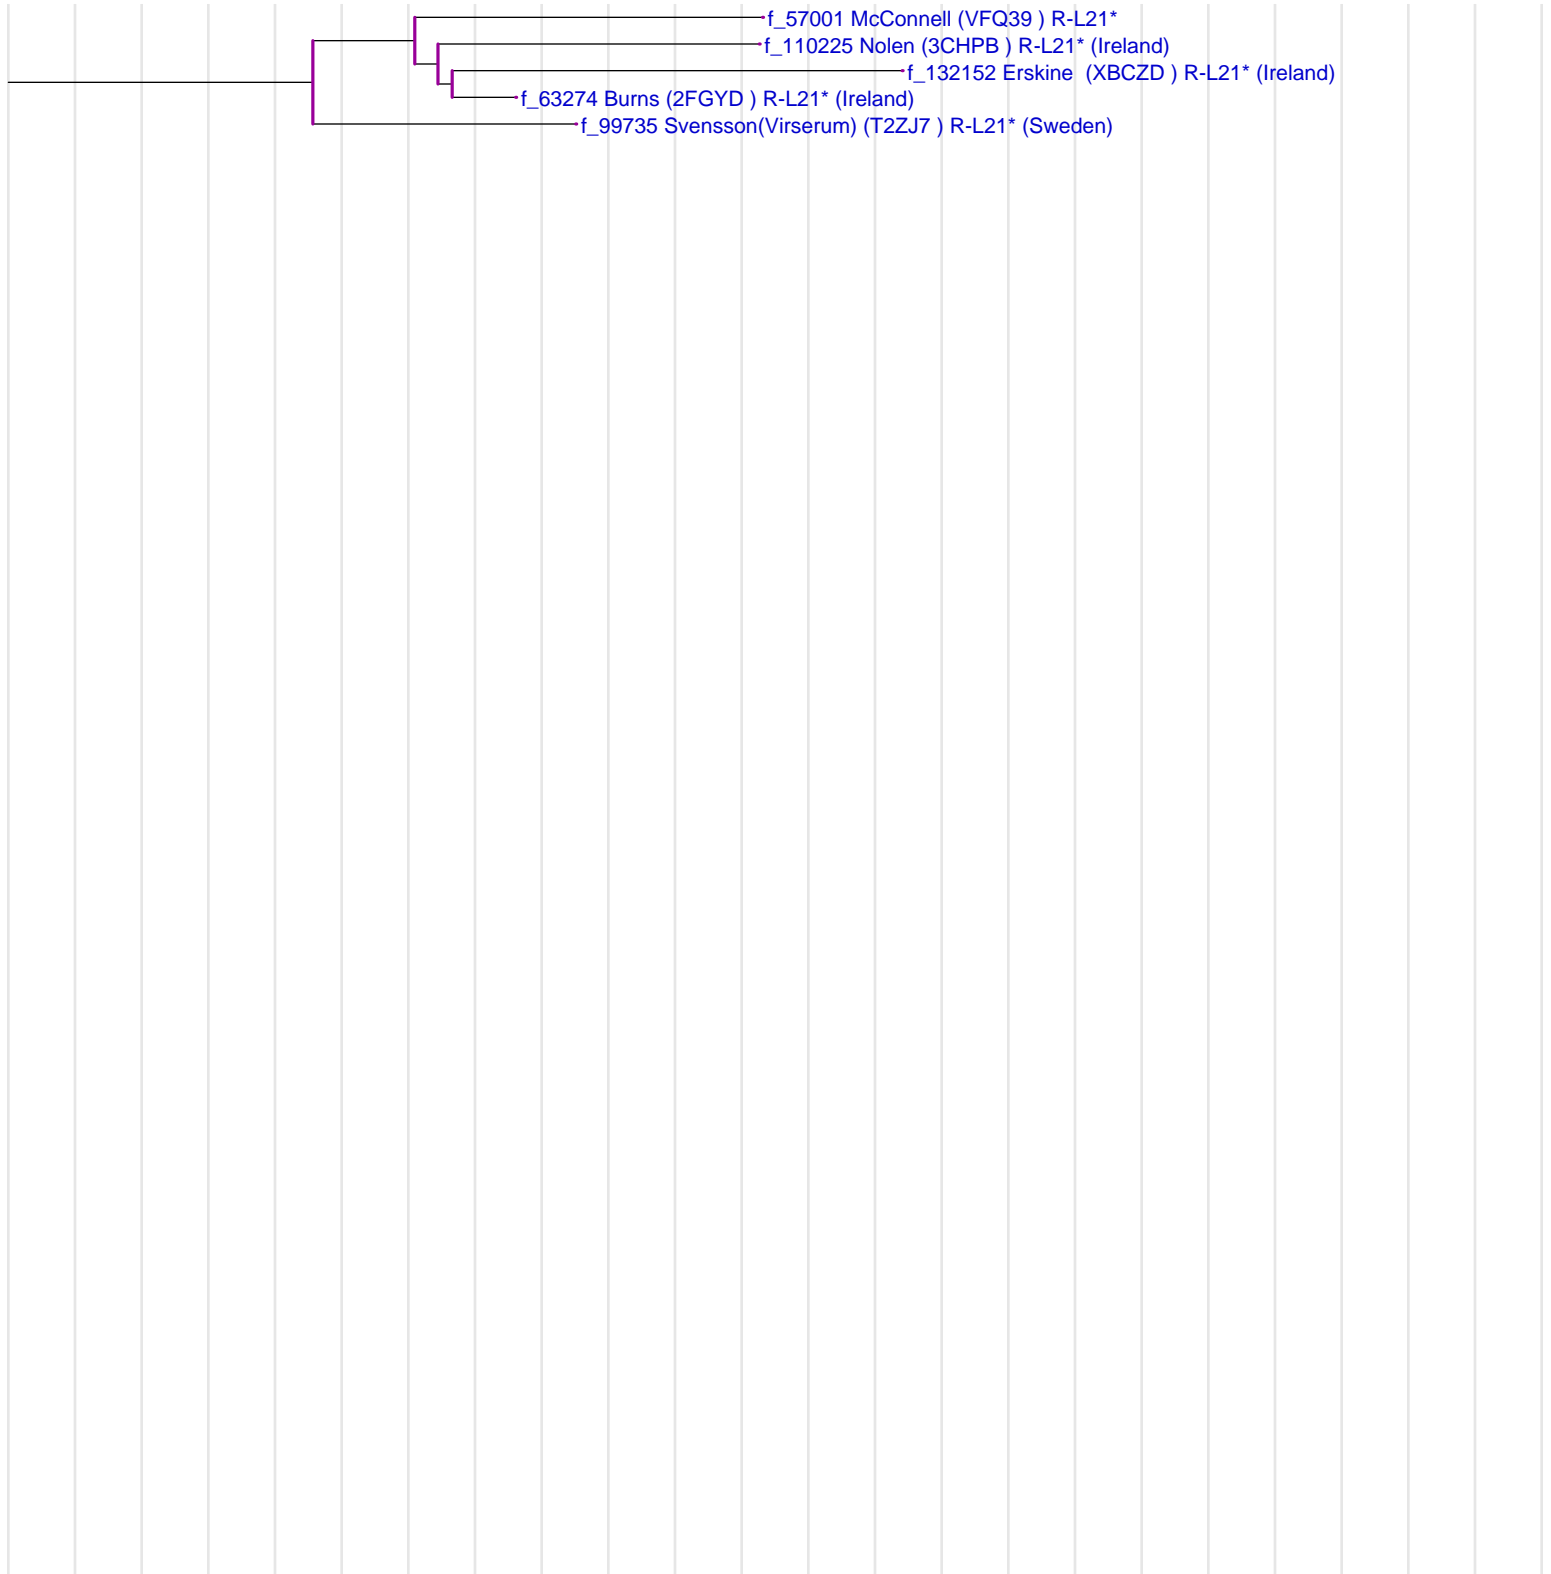 f_57001 McConnell (VFQ39 ) R-L21*
f_110225 Nolen (3CHPB ) R-L21* (Ireland)
f_132152 Erskine  (XBCZD ) R-L21* (Ireland)
f_63274 Burns (2FGYD ) R-L21* (Ireland)
f_99735 Svensson(Virserum) (T2ZJ7 ) R-L21* (Sweden)